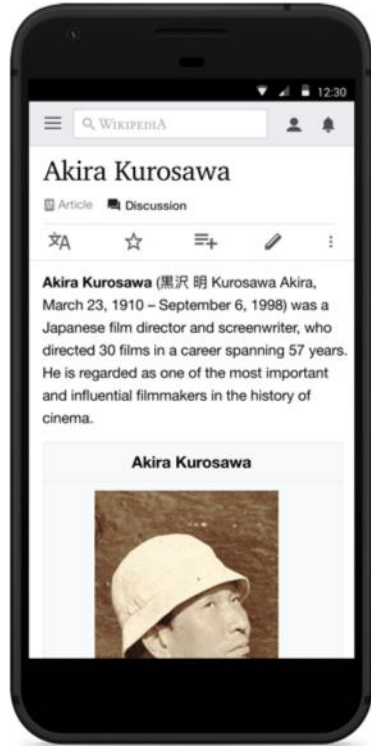 12:30
WIKIPEDIA
Akira Kurosawa
Article Discussion
文A
Akira Kurosawa (黒沢 明 Kurosawa Akira,
March 23, 1910 – September 6, 1998) was a
Japanese film director and screenwriter, who
directed 30 films in a career spanning 57 years.
He is regarded as one of the most important
and influential filmmakers in the history of
cinema.
Akira Kurosawa